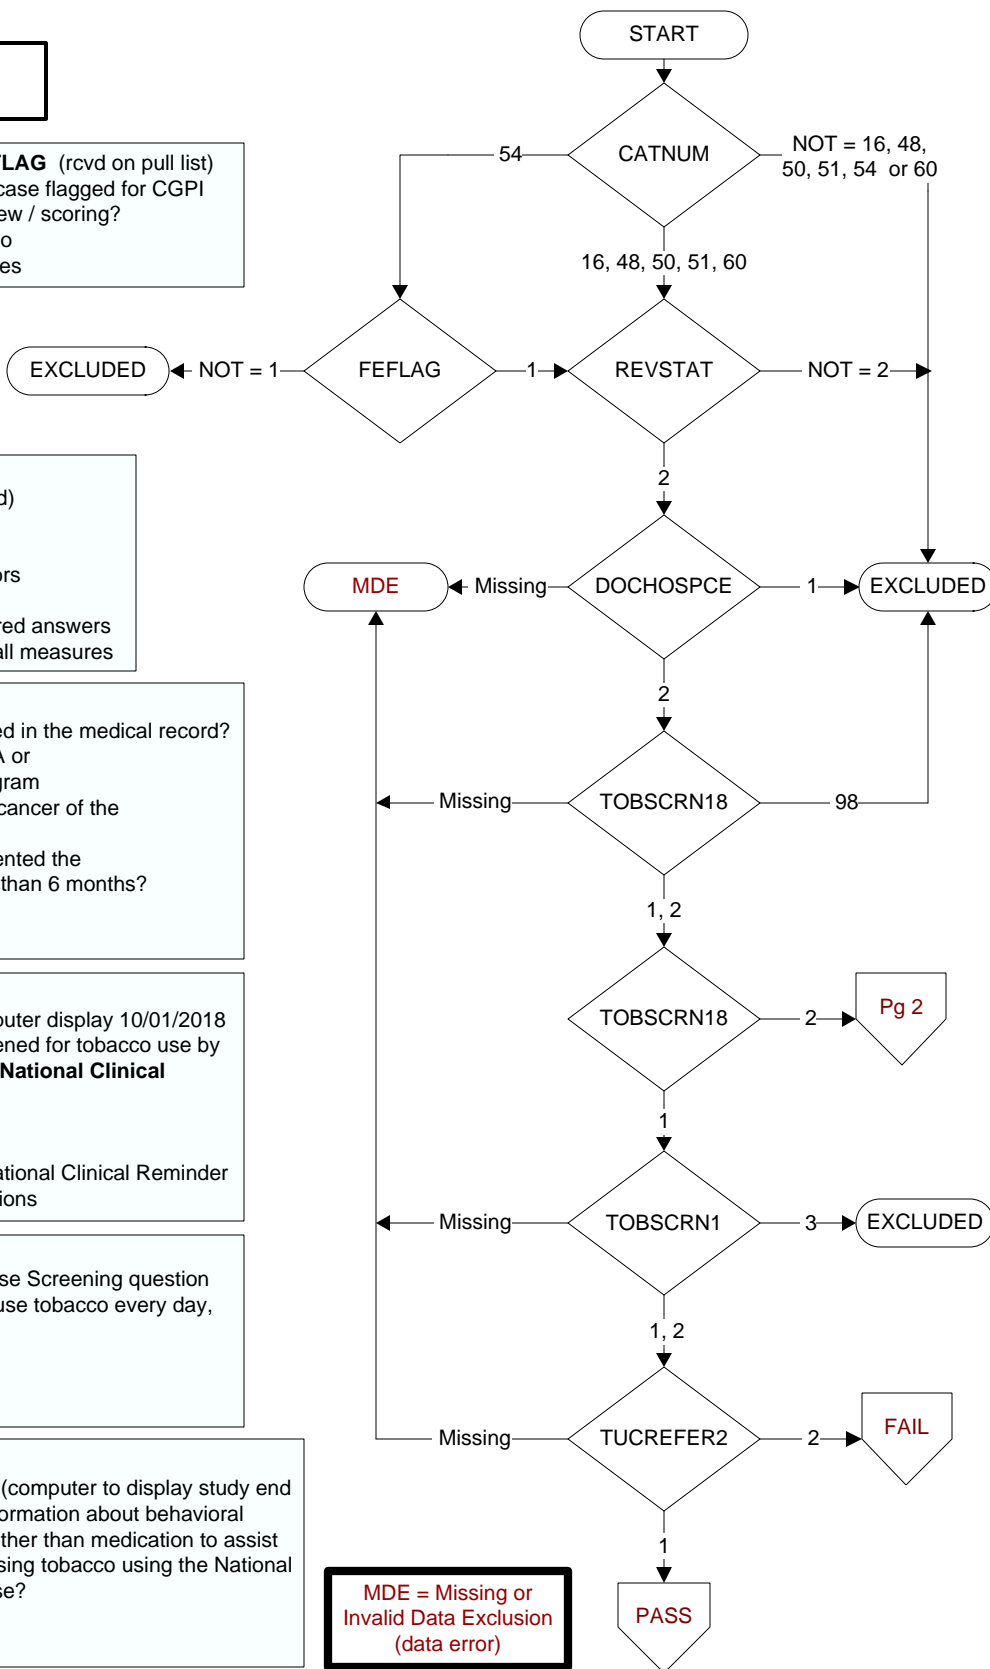 START
CATNUM
54
NOT = 16, 48,
50, 51, 54 or 60
16, 48, 50, 51, 60
FLAG (rcvd on pull list)
case flagged for CGPI
ew / scoring?
o
es
EXCLUDED
NOT = 1
FEFLAG
1
REVSTAT
NOT = 2
2
d)
ors
red answers
all measures
MDE
Missing
DOCHOSPCE
1
EXCLUDED
2
ed in the medical record?
A or
gram
cancer of the
ented the
than 6 months?
Missing
TOBSCRN18
98
1, 2
TOBSCRN18
2
Pg 2
1
outer display 10/01/2018
ened for tobacco use by
National Clinical
ational Clinical Reminder
ions
Missing
TOBSCRN1
3
EXCLUDED
1, 2
se Screening question
use tobacco every day,
Missing
TUCREFER2
2
FAIL
1
PASS
(computer to display study end
ormation about behavioral
ther than medication to assist
sing tobacco using the National
se?
MDE = Missing or
Invalid Data Exclusion
(data error)